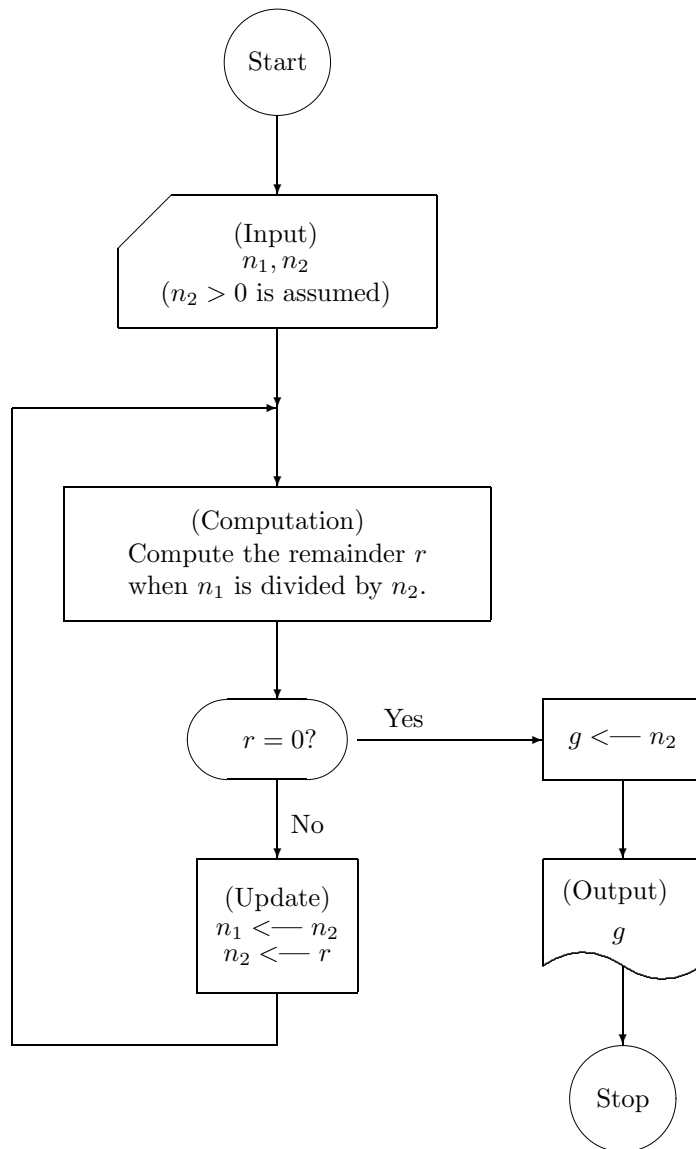 Start
(Input)
n₁, n₂
(n₂ > 0 is assumed)
(Computation)
Compute the remainder r
when n₁ is divided by n₂.
r = 0?
Yes
g <— n₂
No
(Update)
n₁ <— n₂
n₂ <— r
(Output)
g
Stop